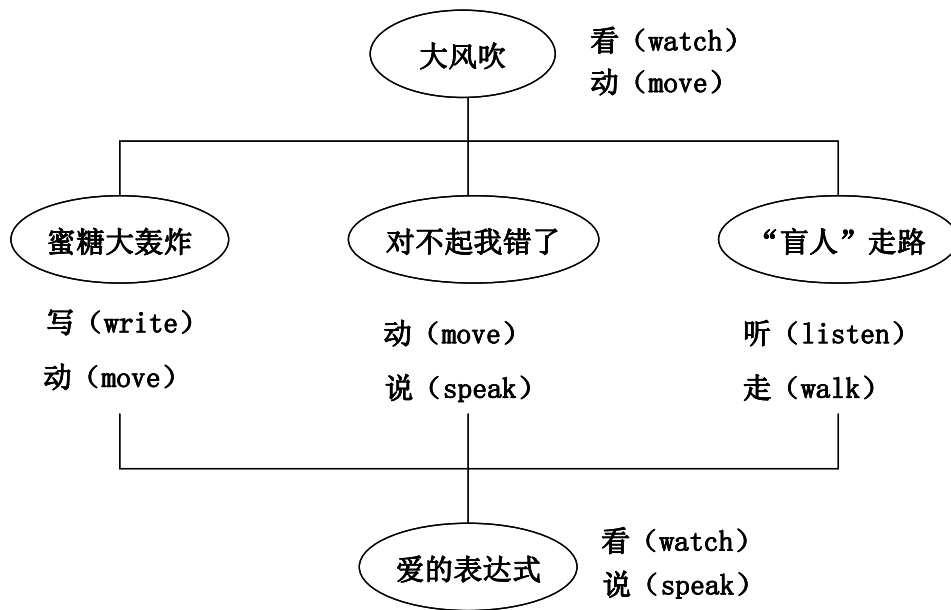 大风吹
看（watch）
动（move）
蜜糖大轰炸
对不起我错了
“盲人”走路
写（write）
动（move）
动（move）
说（speak）
听（listen）
走（walk）
爱的表达式
看（watch）
说（speak）